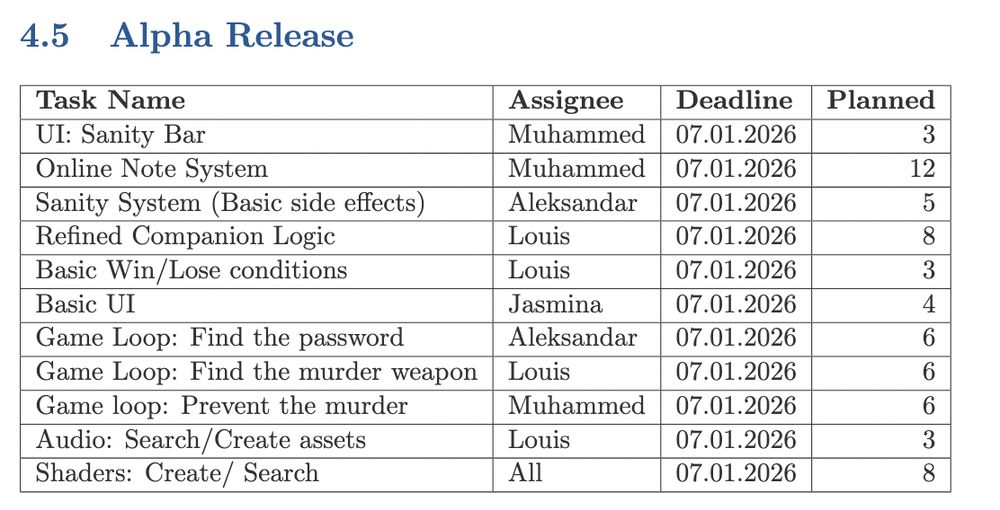 4.5 Alpha Release
Task Name Assignee Deadline Planned
UI: Sanity Bar Muhammed 07.01.2026 3
Online Note System Muhammed 07.01.2026 12
Sanity System (Basic side effects) Aleksandar 07.01.2026 5
Refined Companion Logic Louis 07.01.2026 8
Basic Win/Lose conditions Louis 07.01.2026 3
Basic UI Jasmina 07.01.2026 4
Game Loop: Find the password Aleksandar 07.01.2026 6
Game Loop: Find the murder weapon Louis 07.01.2026 6
Game loop: Prevent the murder Muhammed 07.01.2026 6
Audio: Search/Create assets Louis 07.01.2026 3
Shaders: Create/ Search All 07.01.2026 8